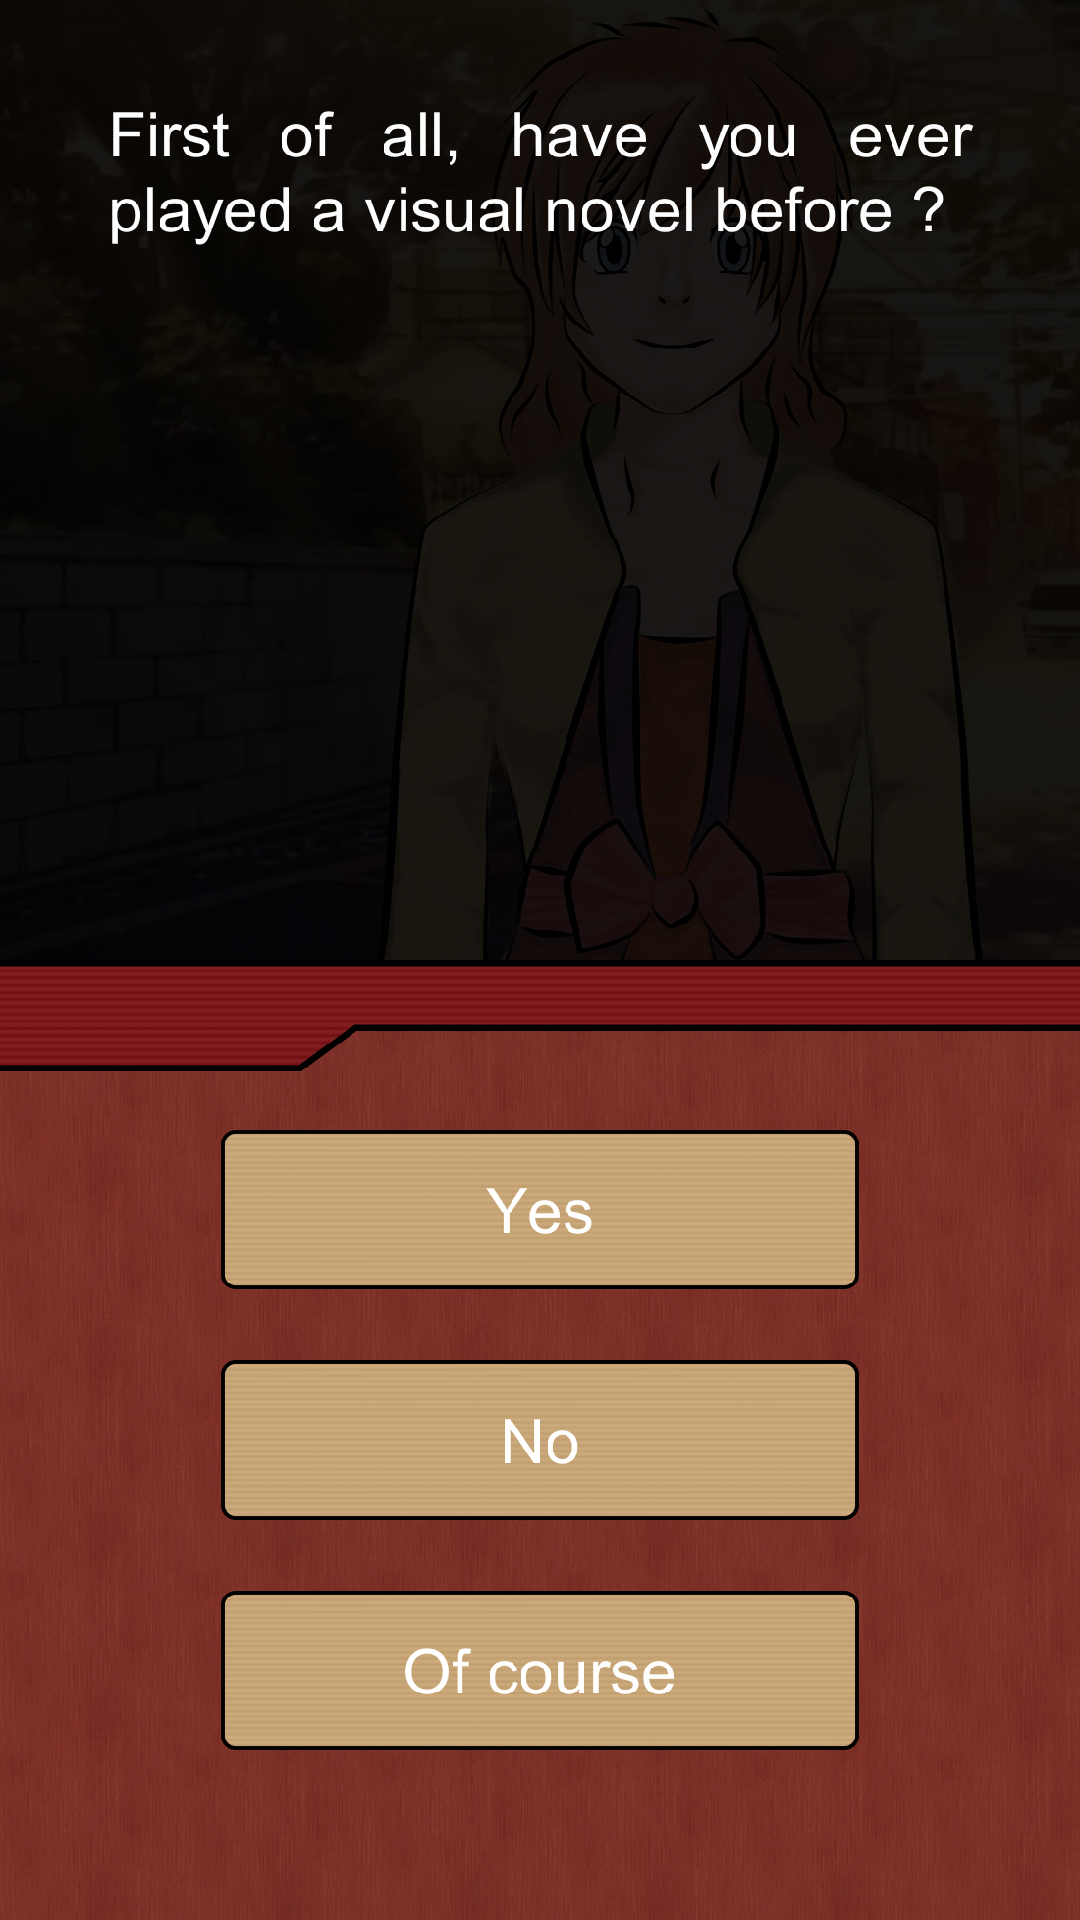 First of all, have you ever
played a visual novel before ?
Yes
No
Of course